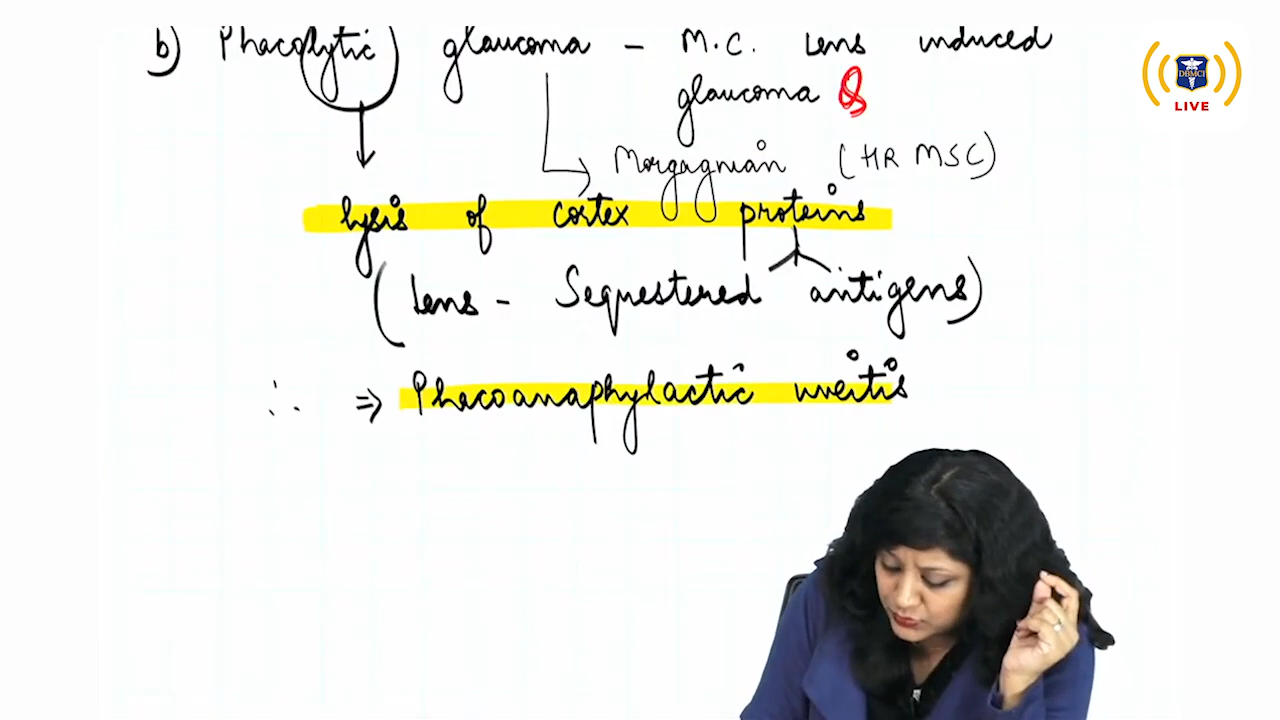 b) Phacolytic glaucoma - M.C. Lens induced
glaucoma
Morgagnian (HR MSC)
lysis of cortex proteins
(Lens - Sequestered antigens)
∴ ⇒ Phacoanaphylactic uveitis
DBMCI
LIVE